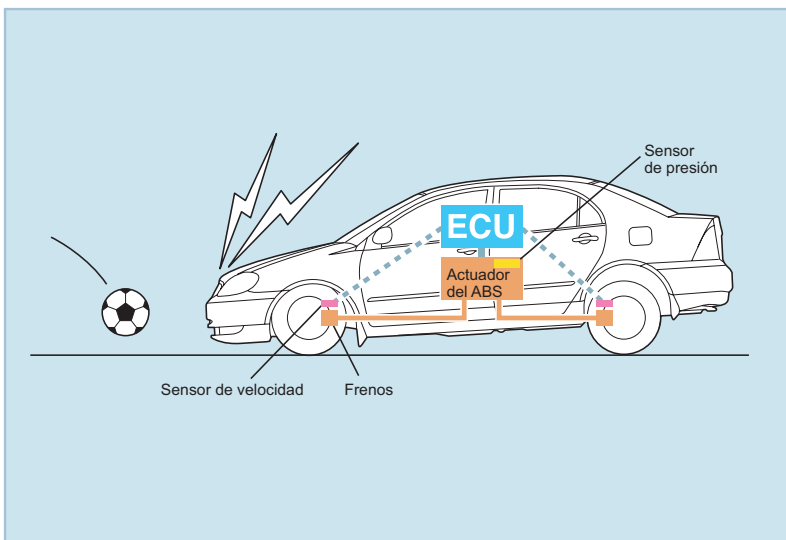 Sensor
de presión
ECU
Actuador
del ABS
Sensor de velocidad
Frenos